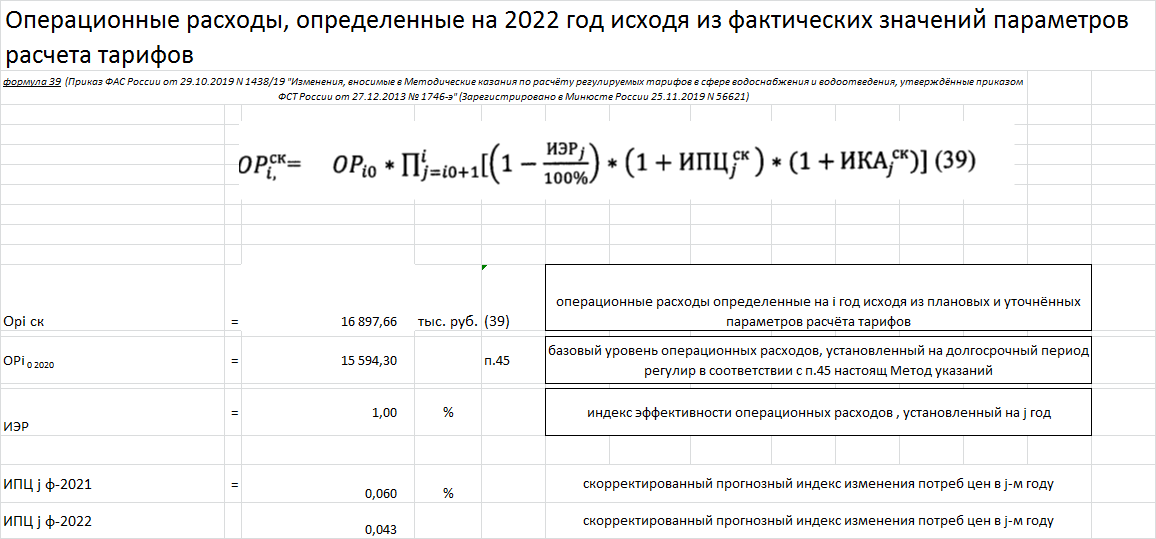 Операционные расходы, определенные на 2022 год исходя из фактических значений параметров
расчета тарифов
формула 39 (Приказ ФАС России от 29.10.2019 N 1438/19 "Изменения, вносимые в Методические казания по расчёту регулируемых тарифов в сфере водоснабжения и водоотведения, утверждённые приказом
ФСТ России от 27.12.2013 № 1746-э" (Зарегистрировано в Минюсте России 25.11.2019 N 56621)
ОР_{i,}^{ск} = ОР_{i0} * ∏_{j=i0+1}^{i}[(1 − ИЭР_j/100%) * (1 + ИПЦ_j^{ск}) * (1 + ИКА_j^{ск})] (39)
Opi ск = 16 897,66 тыс. руб. (39)
операционные расходы определенные на i год исходя из плановых и уточнённых
параметров расчёта тарифов
OPi 0 2020 = 15 594,30 п.45
базовый уровень операционных расходов, установленный на долгосрочный период
регулир в соответствии с п.45 настоящ Метод указаний
ИЭР = 1,00 % индекс эффективности операционных расходов , установленный на j год
ИПЦ j ф-2021 = 0,060 % скорректированный прогнозный индекс изменения потреб цен в j-м году
ИПЦ j ф-2022 0,043 скорректированный прогнозный индекс изменения потреб цен в j-м году